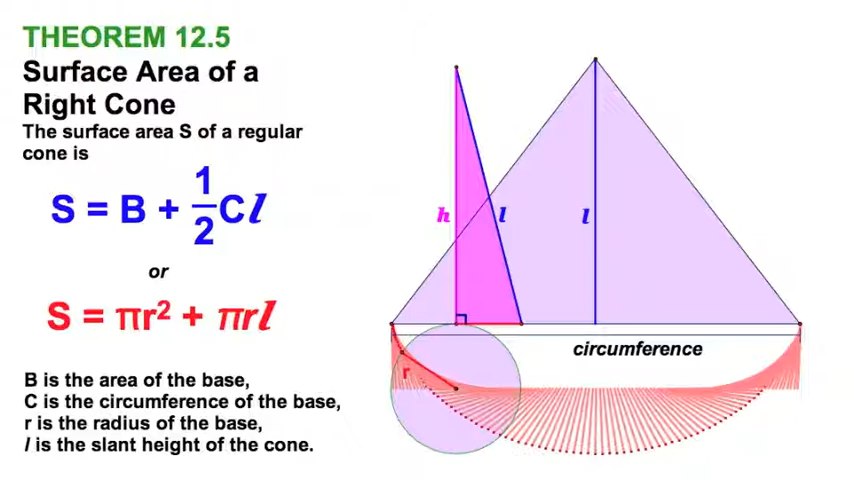 THEOREM 12.5
Surface Area of a
Right Cone
The surface area S of a regular
cone is
S = B + 1/2 Cl
or
S = πr² + πrl
B is the area of the base,
C is the circumference of the base,
r is the radius of the base,
l is the slant height of the cone.
h
l
l
circumference
r